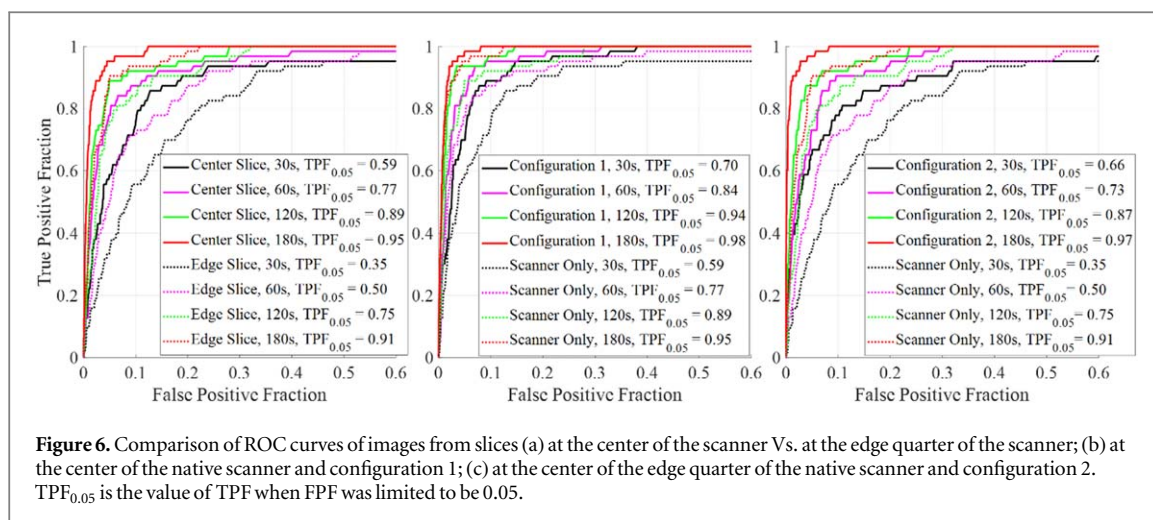 True Positive Fraction
1
0.8
0.6
0.4
0.2
0
Center Slice, 30s, TPF0.05 = 0.59
Center Slice, 60s, TPF0.05 = 0.77
Center Slice, 120s, TPF0.05 = 0.89
Center Slice, 180s, TPF0.05 = 0.95
Edge Slice, 30s, TPF0.05 = 0.35
Edge Slice, 60s, TPF0.05 = 0.50
Edge Slice, 120s, TPF0.05 = 0.75
Edge Slice, 180s, TPF0.05 = 0.91
0 0.1 0.2 0.3 0.4 0.5 0.6
False Positive Fraction
1
0.8
0.6
0.4
0.2
0
Configuration 1, 30s, TPF0.05 = 0.70
Configuration 1, 60s, TPF0.05 = 0.84
Configuration 1, 120s, TPF0.05 = 0.94
Configuration 1, 180s, TPF0.05 = 0.98
Scanner Only, 30s, TPF0.05 = 0.59
Scanner Only, 60s, TPF0.05 = 0.77
Scanner Only, 120s, TPF0.05 = 0.89
Scanner Only, 180s, TPF0.05 = 0.95
0 0.1 0.2 0.3 0.4 0.5 0.6
False Positive Fraction
1
0.8
0.6
0.4
0.2
0
Configuration 2, 30s, TPF0.05 = 0.66
Configuration 2, 60s, TPF0.05 = 0.73
Configuration 2, 120s, TPF0.05 = 0.87
Configuration 2, 180s, TPF0.05 = 0.97
Scanner Only, 30s, TPF0.05 = 0.35
Scanner Only, 60s, TPF0.05 = 0.50
Scanner Only, 120s, TPF0.05 = 0.75
Scanner Only, 180s, TPF0.05 = 0.91
0 0.1 0.2 0.3 0.4 0.5 0.6
False Positive Fraction
Figure 6. Comparison of ROC curves of images from slices (a) at the center of the scanner Vs. at the edge quarter of the scanner; (b) at
the center of the native scanner and configuration 1; (c) at the center of the edge quarter of the native scanner and configuration 2.
TPF0.05 is the value of TPF when FPF was limited to be 0.05.